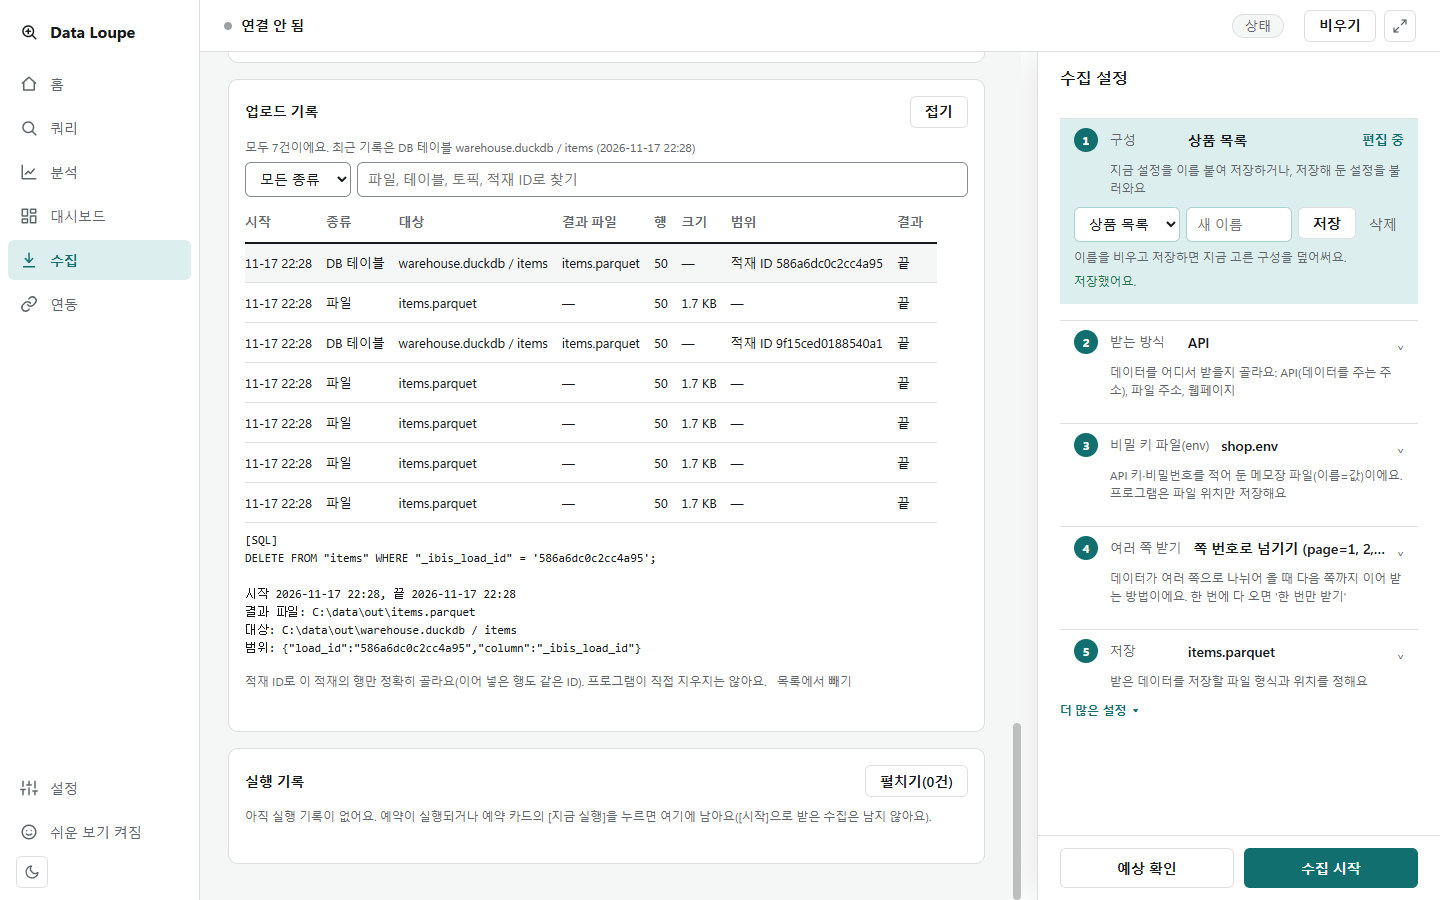 Data Loupe
홈
쿼리
분석
대시보드
수집
연동
설정
쉬운 보기 켜짐
연결 안 됨
상태
비우기
업로드 기록
접기
모두 7건이에요. 최근 기록은 DB 테이블 warehouse.duckdb / items (2026-11-17 22:28)
모든 종류
파일, 테이블, 토픽, 적재 ID로 찾기
시작 종류 대상 결과 파일 행 크기 범위 결과
11-17 22:28 DB 테이블 warehouse.duckdb / items items.parquet 50 — 적재 ID 586a6dc0c2cc4a95 끝
11-17 22:28 파일 items.parquet — 50 1.7 KB — 끝
11-17 22:28 DB 테이블 warehouse.duckdb / items items.parquet 50 — 적재 ID 9f15ced0188540a1 끝
11-17 22:28 파일 items.parquet — 50 1.7 KB — 끝
11-17 22:28 파일 items.parquet — 50 1.7 KB — 끝
11-17 22:28 파일 items.parquet — 50 1.7 KB — 끝
11-17 22:28 파일 items.parquet — 50 1.7 KB — 끝
[SQL]
DELETE FROM "items" WHERE "_ibis_load_id" = '586a6dc0c2cc4a95';
시작 2026-11-17 22:28, 끝 2026-11-17 22:28
결과 파일: C:\data\out\items.parquet
대상: C:\data\out\warehouse.duckdb / items
범위: {"load_id":"586a6dc0c2cc4a95","column":"_ibis_load_id"}
적재 ID로 이 적재의 행만 정확히 골라요(이어 넣은 행도 같은 ID). 프로그램이 직접 지우지는 않아요. 목록에서 빼기
실행 기록
펼치기(0건)
아직 실행 기록이 없어요. 예약이 실행되거나 예약 카드의 [지금 실행]을 누르면 여기에 남아요([시작]으로 받은 수집은 남지 않아요).
수집 설정
1 구성 상품 목록 편집 중
지금 설정을 이름 붙여 저장하거나, 저장해 둔 설정을 불
러와요
상품 목록 새 이름 저장 삭제
이름을 비우고 저장하면 지금 고른 구성을 덮어써요.
저장했어요.
2 받는 방식 API
데이터를 어디서 받을지 골라요: API(데이터를 주는 주
소), 파일 주소, 웹페이지
3 비밀 키 파일(env) shop.env
API 키·비밀번호를 적어 둔 메모장 파일(이름=값)이에요.
프로그램은 파일 위치만 저장해요
4 여러 쪽 받기 쪽 번호로 넘기기 (page=1, 2,...
데이터가 여러 쪽으로 나뉘어 올 때 다음 쪽까지 이어 받
는 방법이에요. 한 번에 다 오면 '한 번만 받기'
5 저장 items.parquet
받은 데이터를 저장할 파일 형식과 위치를 정해요
더 많은 설정
예상 확인
수집 시작